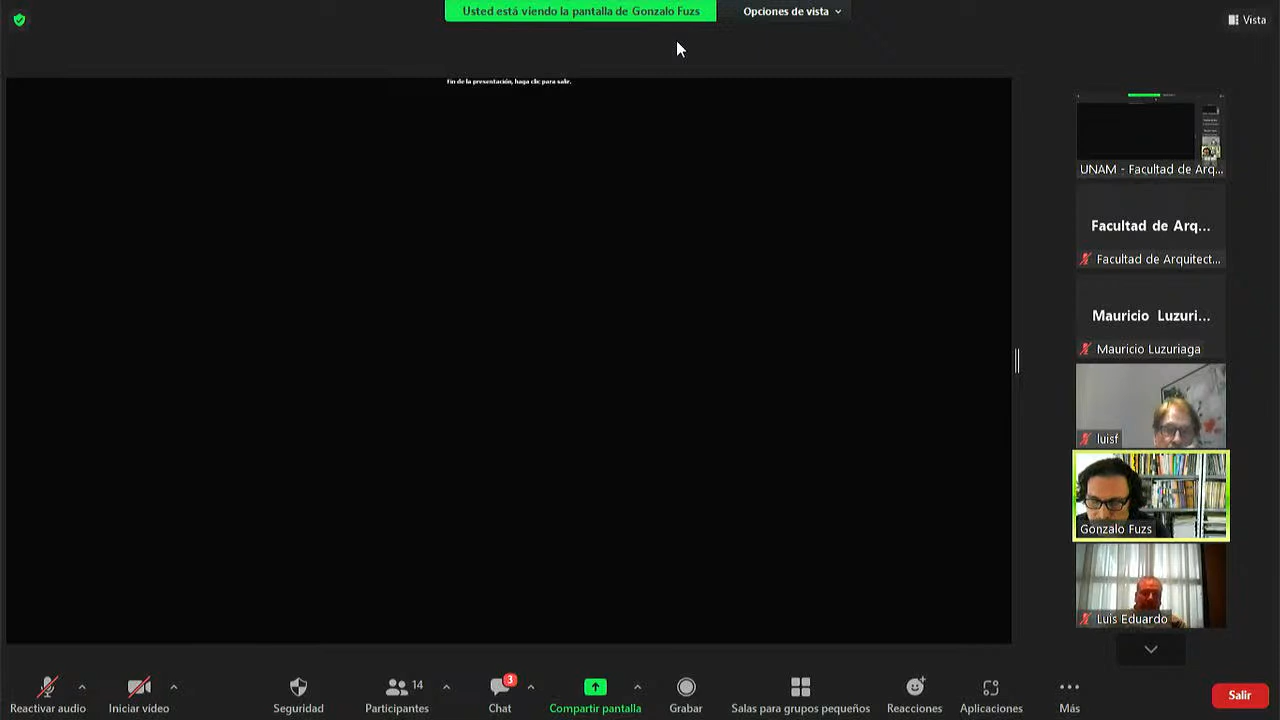 Usted está viendo la pantalla de Gonzalo Fuzs
Opciones de vista
Vista
Fin de la presentación, haga clic para salir.
UNAM - Facultad de Arq...
Facultad de Arq...
Facultad de Arquitect...
Mauricio Luzuri...
Mauricio Luzuriaga
luisf
Gonzalo Fuzs
Luis Eduardo
Reactivar audio
Iniciar video
Seguridad
14
Participantes
3
Chat
Compartir pantalla
Grabar
Salas para grupos pequeños
Reacciones
Aplicaciones
Más
Salir